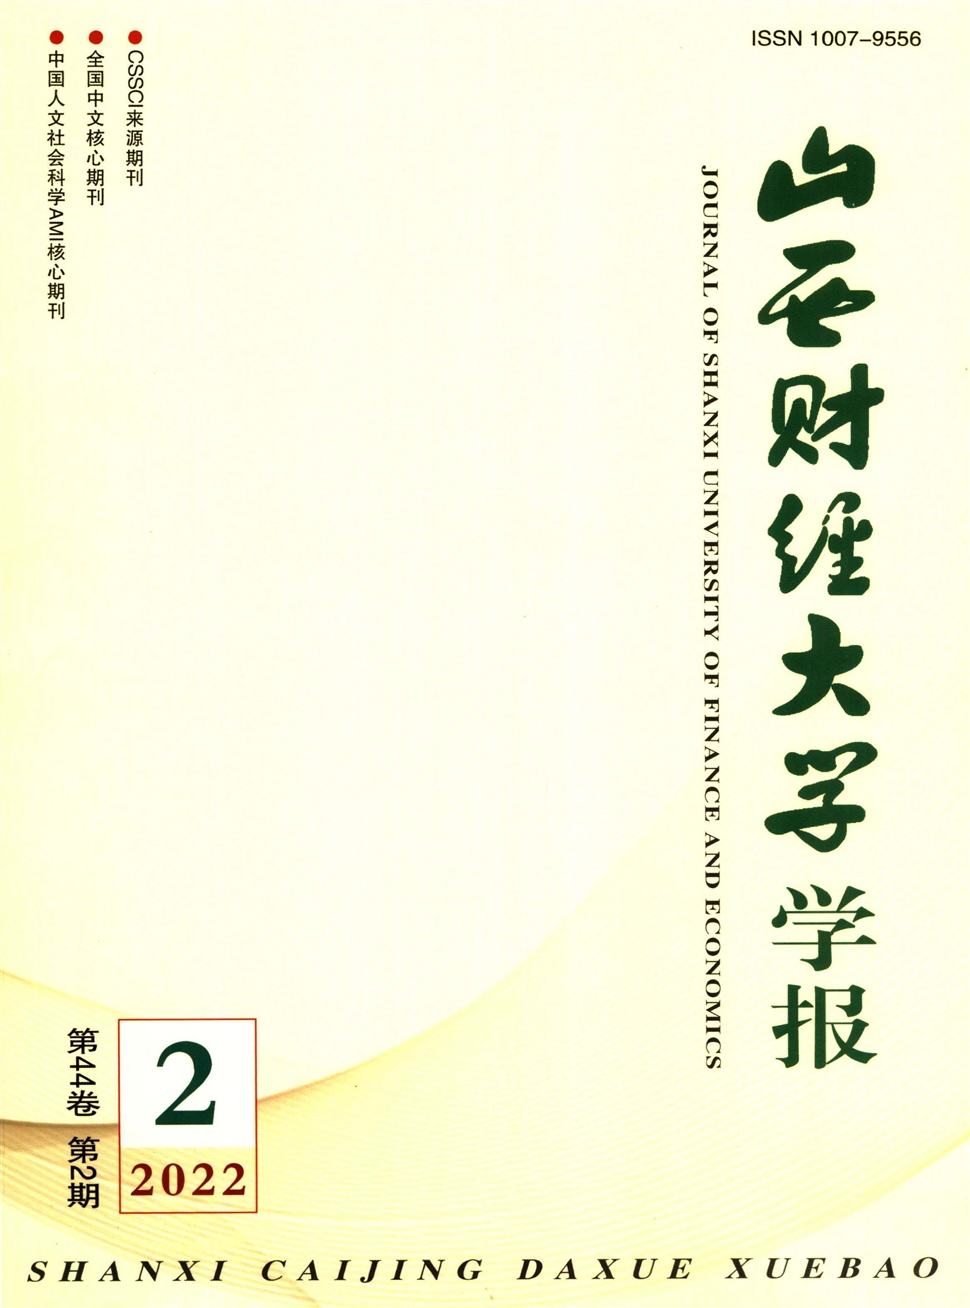 ISSN 1007-9556
山西财经大学学报
JOURNAL OF SHANXI UNIVERSITY OF FINANCE AND ECONOMICS
●CSSCI来源期刊
●全国中文核心期刊
●中国人文社会科学AMI核心期刊
2
2022
第44卷 第2期
SHANXI CAIJING DAXUE XUEBAO